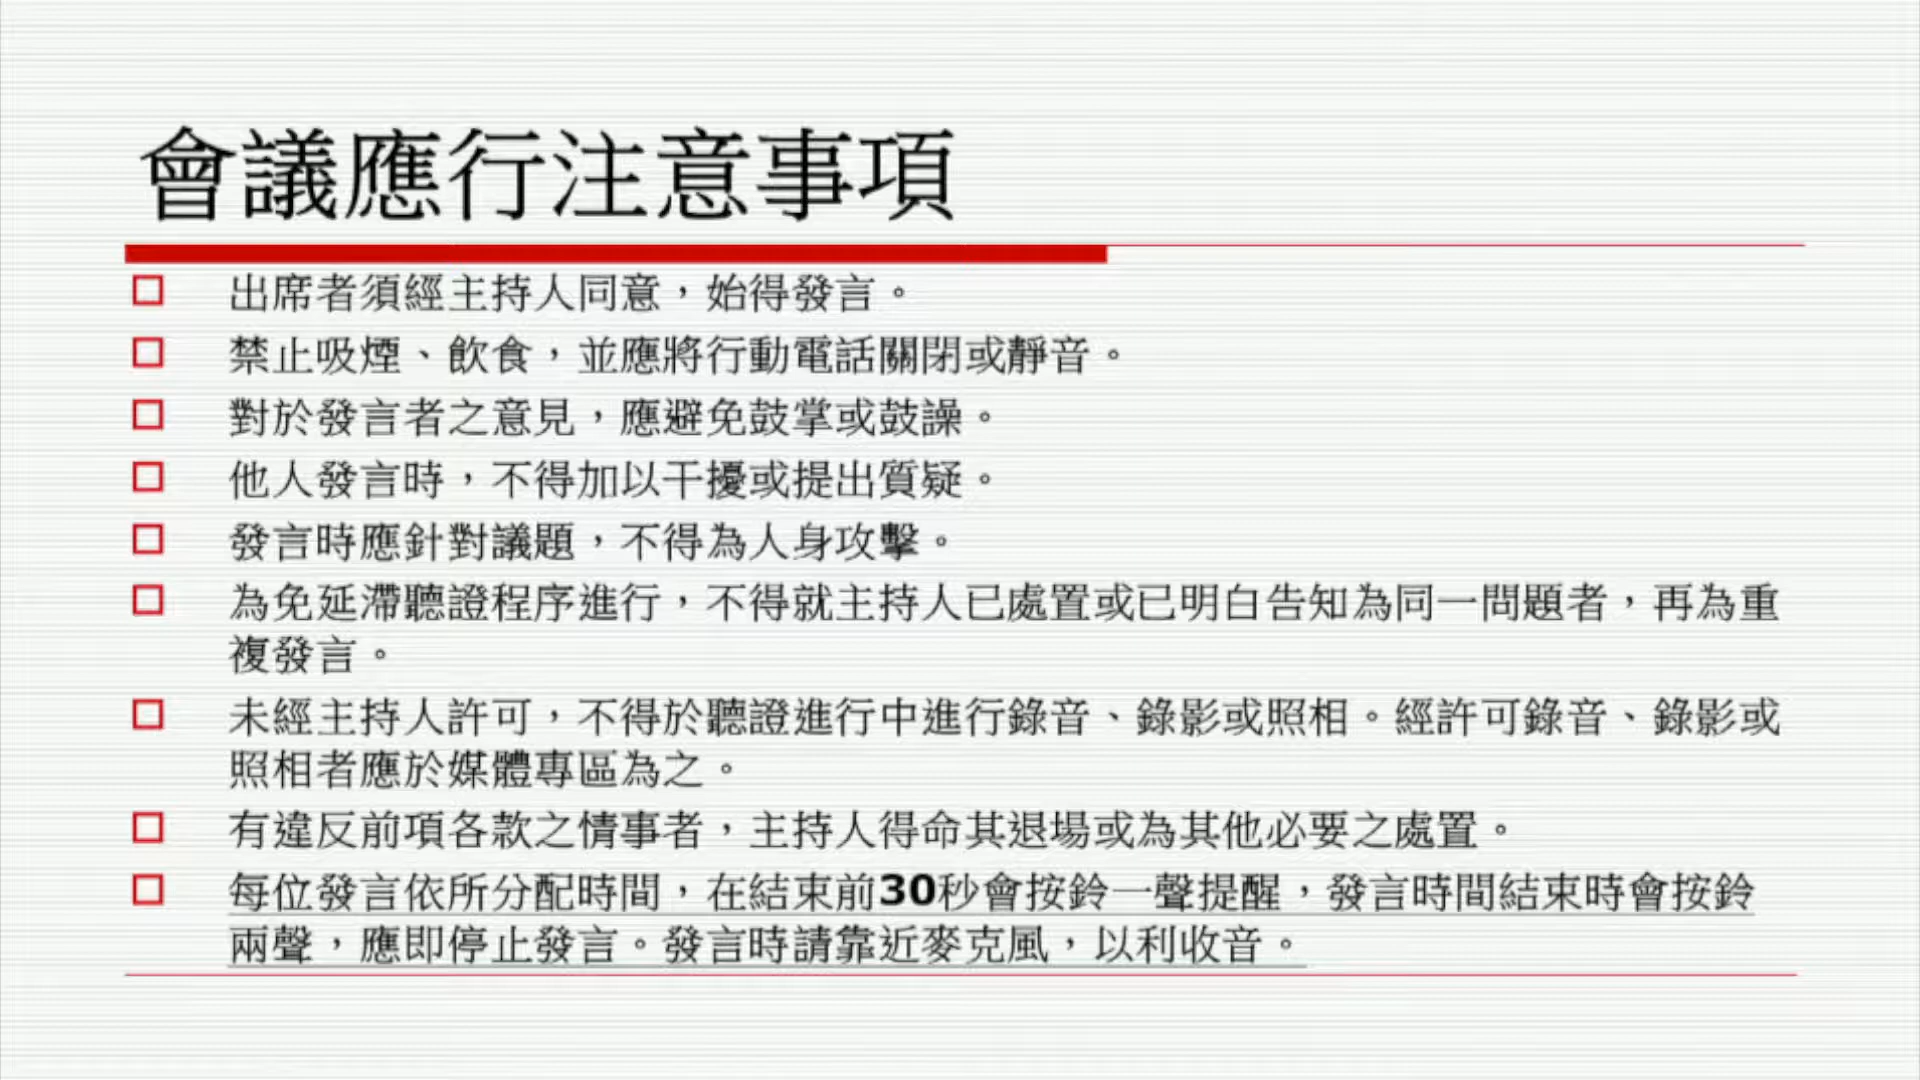 會議應行注意事項
出席者須經主持人同意，始得發言。
禁止吸煙、飲食，並應將行動電話關閉或靜音。
對於發言者之意見，應避免鼓掌或鼓譟。
他人發言時，不得加以干擾或提出質疑。
發言時應針對議題，不得為人身攻擊。
為免延滯聽證程序進行，不得就主持人已處置或已明白告知為同一問題者，再為重
複發言。
未經主持人許可，不得於聽證進行中進行錄音、錄影或照相。經許可錄音、錄影或
照相者應於媒體專區為之。
有違反前項各款之情事者，主持人得命其退場或為其他必要之處置。
每位發言依所分配時間，在結束前30秒會按鈴一聲提醒，發言時間結束時會按鈴
兩聲，應即停止發言。發言時請靠近麥克風，以利收音。